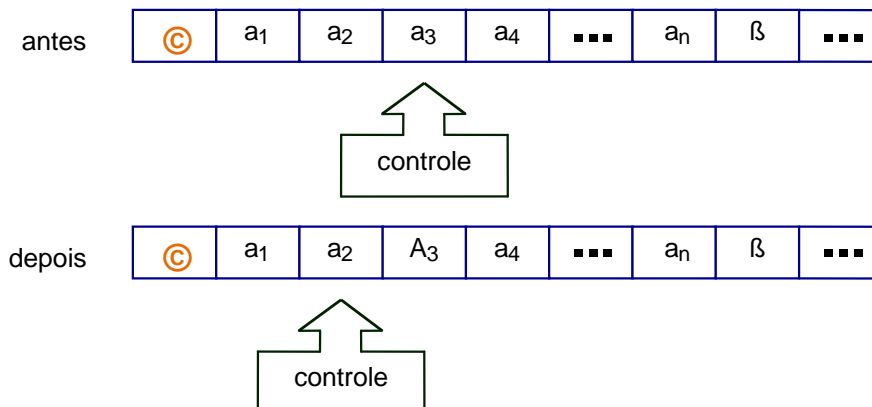 antes © a₁ a₂ a₃ a₄ ... aₙ ß ...
controle
depois © a₁ a₂ A₃ a₄ ... aₙ ß ...
controle